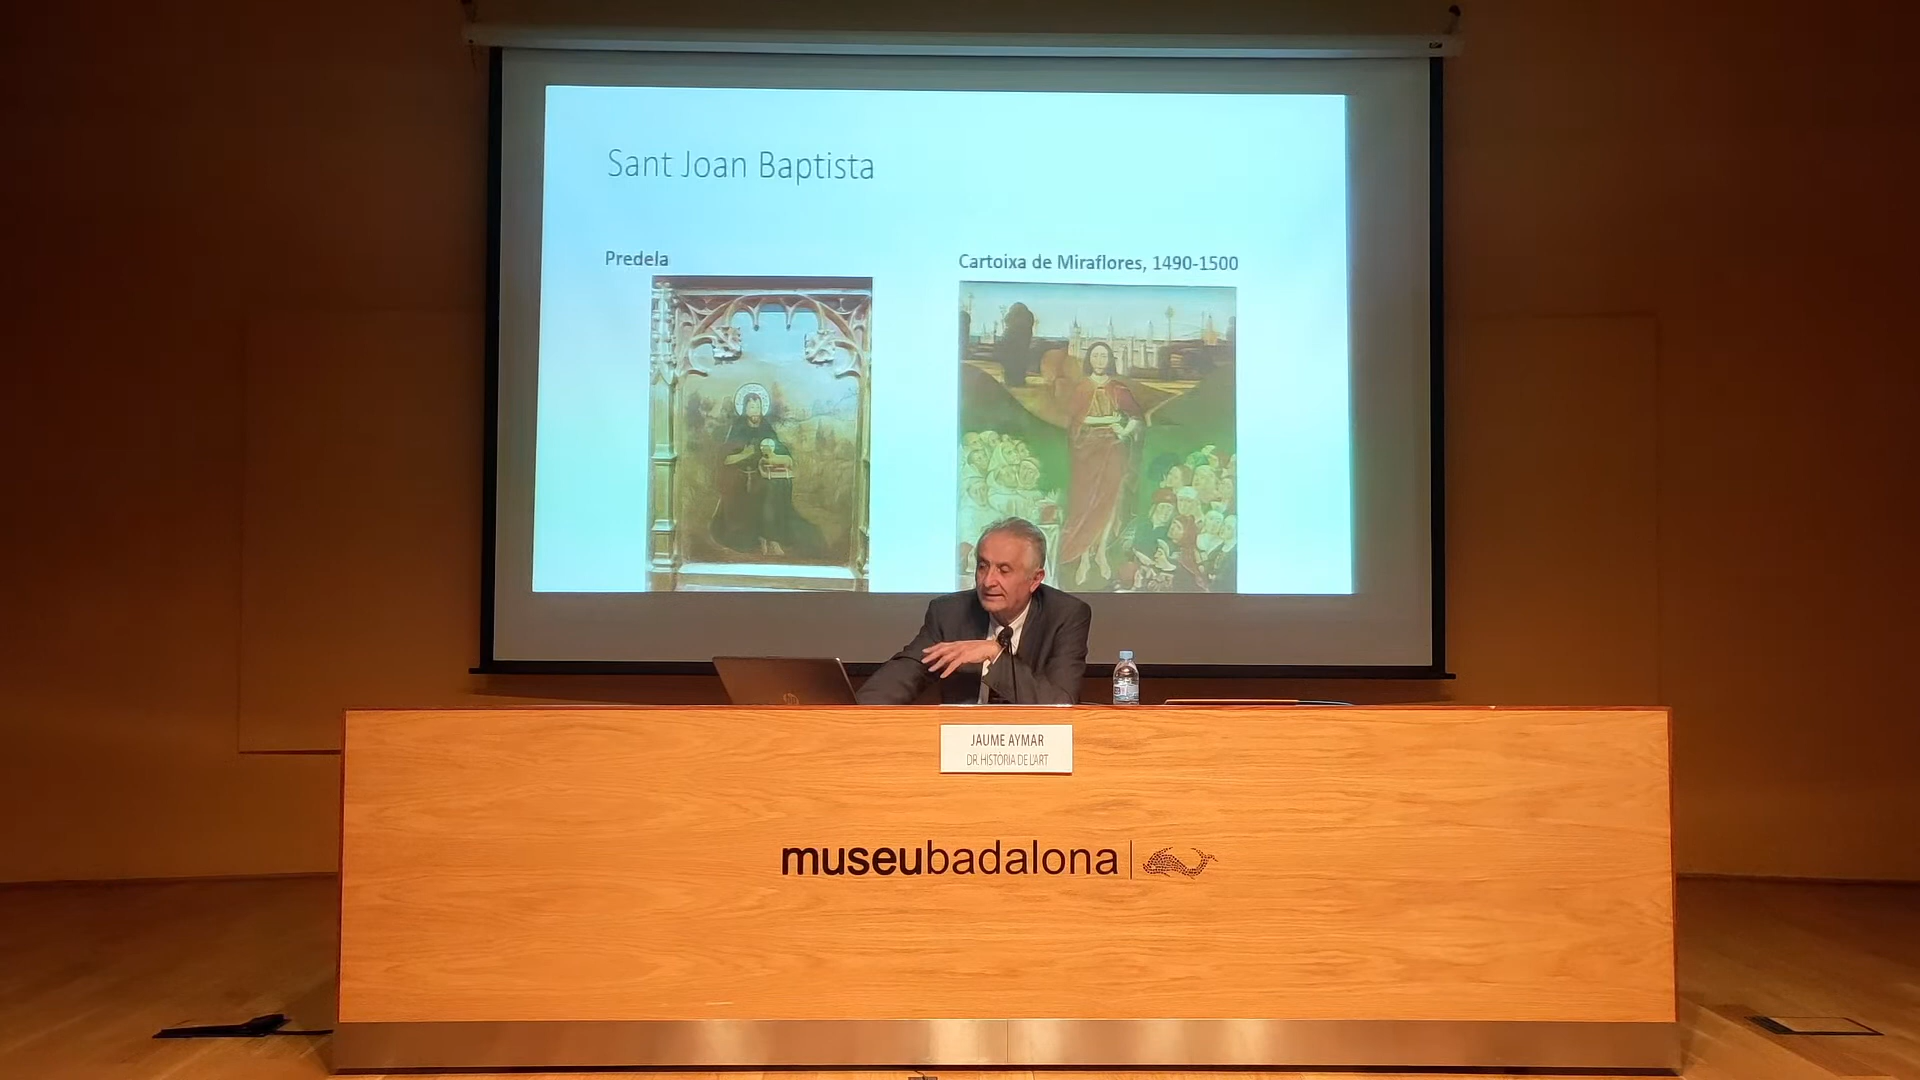 Sant Joan Baptista
Predela
Cartoixa de Miraflores, 1490-1500
JAUME AYMAR
DR. HISTÒRIA DE L'ART
museubadalona